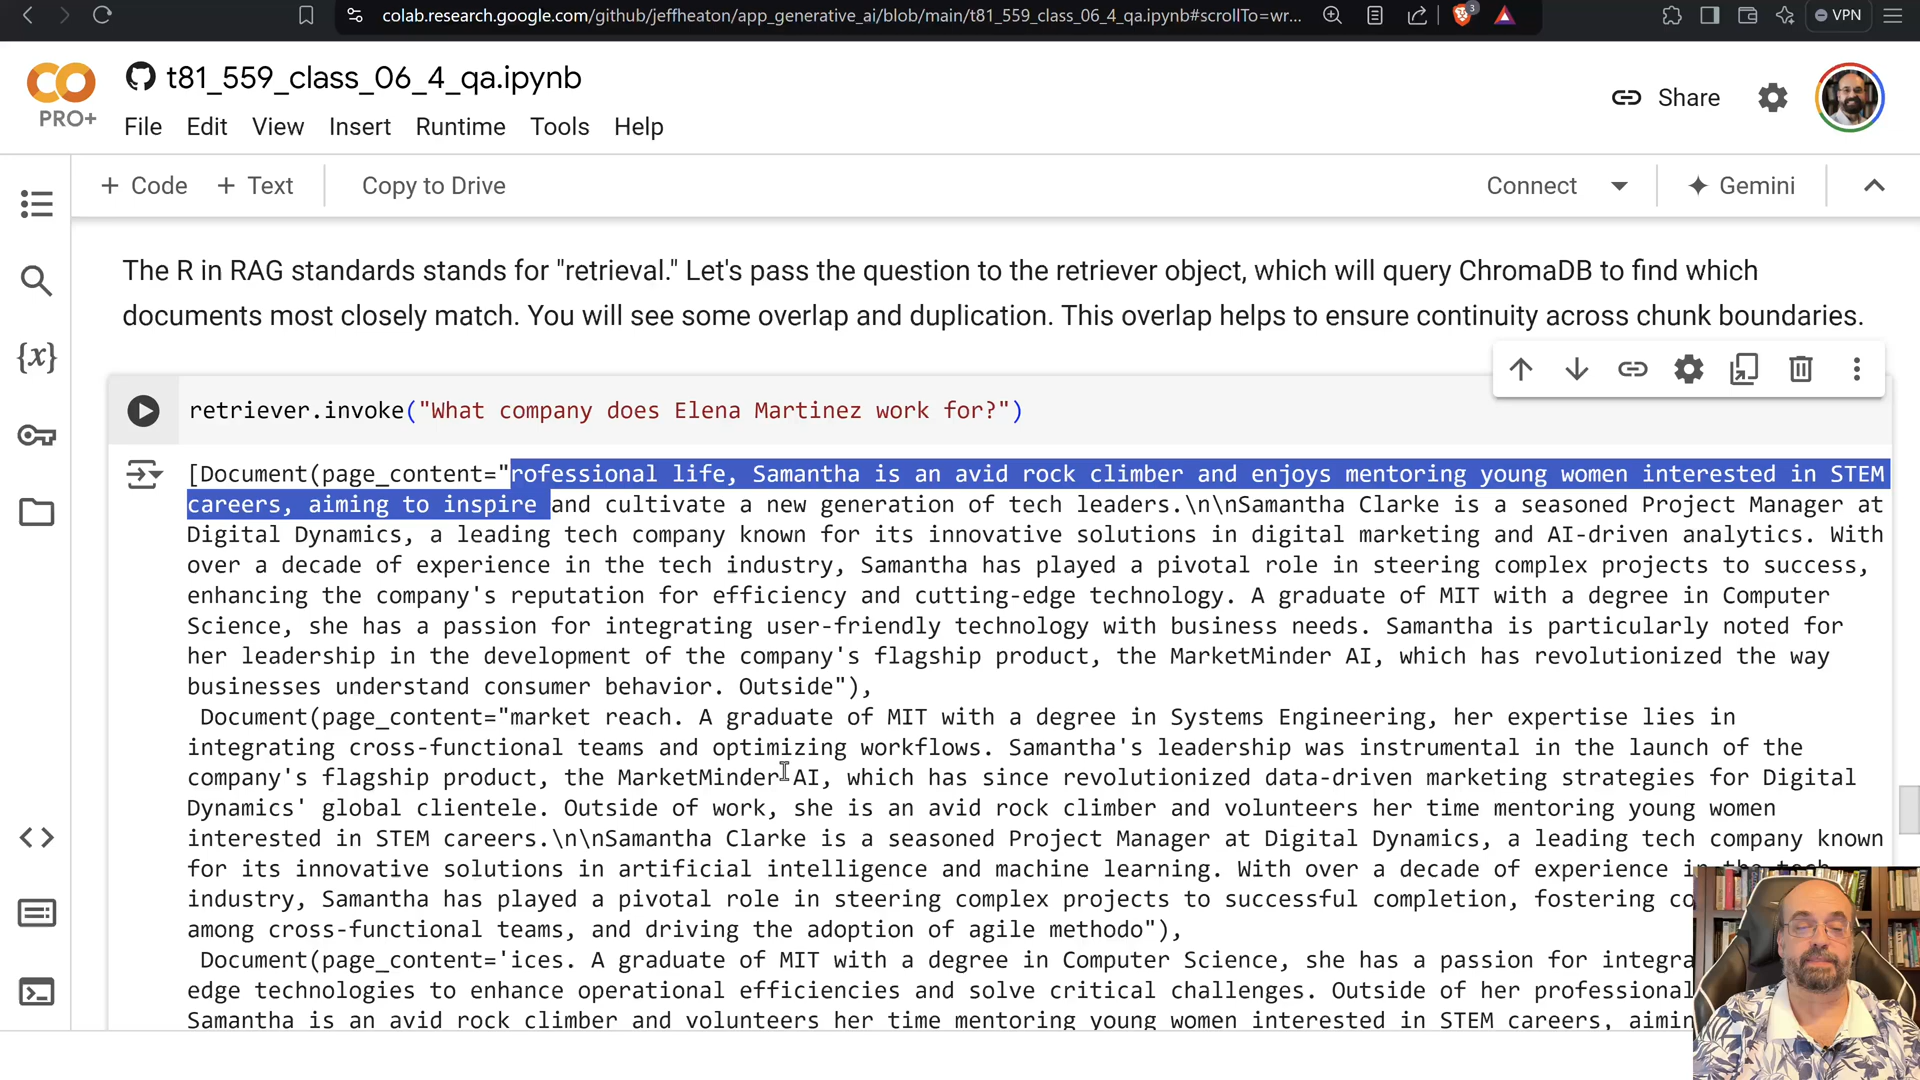 colab.research.google.com/github/jeffheaton/app_generative_ai/blob/main/t81_559_class_06_4_qa.ipynb#scrollTo=wr...
3
VPN
PRO+
t81_559_class_06_4_qa.ipynb
File Edit View Insert Runtime Tools Help
Share
+ Code + Text Copy to Drive
Connect Gemini
The R in RAG standards stands for "retrieval." Let's pass the question to the retriever object, which will query ChromaDB to find which
documents most closely match. You will see some overlap and duplication. This overlap helps to ensure continuity across chunk boundaries.
{x}
retriever.invoke("What company does Elena Martinez work for?")
[Document(page_content="rofessional life, Samantha is an avid rock climber and enjoys mentoring young women interested in STEM
careers, aiming to inspire and cultivate a new generation of tech leaders.\n\nSamantha Clarke is a seasoned Project Manager at
Digital Dynamics, a leading tech company known for its innovative solutions in digital marketing and AI-driven analytics. With
over a decade of experience in the tech industry, Samantha has played a pivotal role in steering complex projects to success,
enhancing the company's reputation for efficiency and cutting-edge technology. A graduate of MIT with a degree in Computer
Science, she has a passion for integrating user-friendly technology with business needs. Samantha is particularly noted for
her leadership in the development of the company's flagship product, the MarketMinder AI, which has revolutionized the way
businesses understand consumer behavior. Outside"),
Document(page_content="market reach. A graduate of MIT with a degree in Systems Engineering, her expertise lies in
integrating cross-functional teams and optimizing workflows. Samantha's leadership was instrumental in the launch of the
company's flagship product, the MarketMinder AI, which has since revolutionized data-driven marketing strategies for Digital
Dynamics' global clientele. Outside of work, she is an avid rock climber and volunteers her time mentoring young women
interested in STEM careers.\n\nSamantha Clarke is a seasoned Project Manager at Digital Dynamics, a leading tech company known
for its innovative solutions in artificial intelligence and machine learning. With over a decade of experience in the tech
industry, Samantha has played a pivotal role in steering complex projects to successful completion, fostering co
among cross-functional teams, and driving the adoption of agile methodo"),
Document(page_content='ices. A graduate of MIT with a degree in Computer Science, she has a passion for integra
edge technologies to enhance operational efficiencies and solve critical challenges. Outside of her professional
Samantha is an avid rock climber and volunteers her time mentoring young women interested in STEM careers, aimin